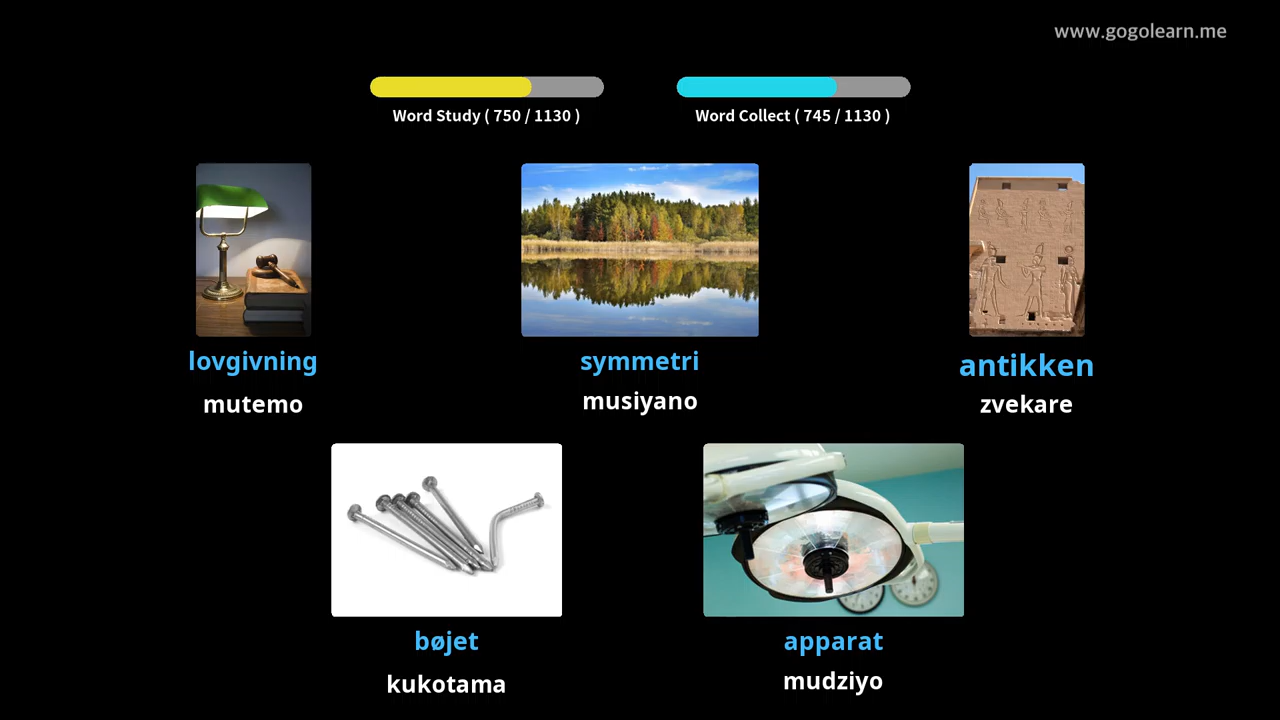 www.gogolearn.me
Word Study ( 750 / 1130 )
Word Collect ( 745 / 1130 )
lovgivning
symmetri
antikken
mutemo
musiyano
zvekare
bøjet
apparat
kukotama
mudziyo